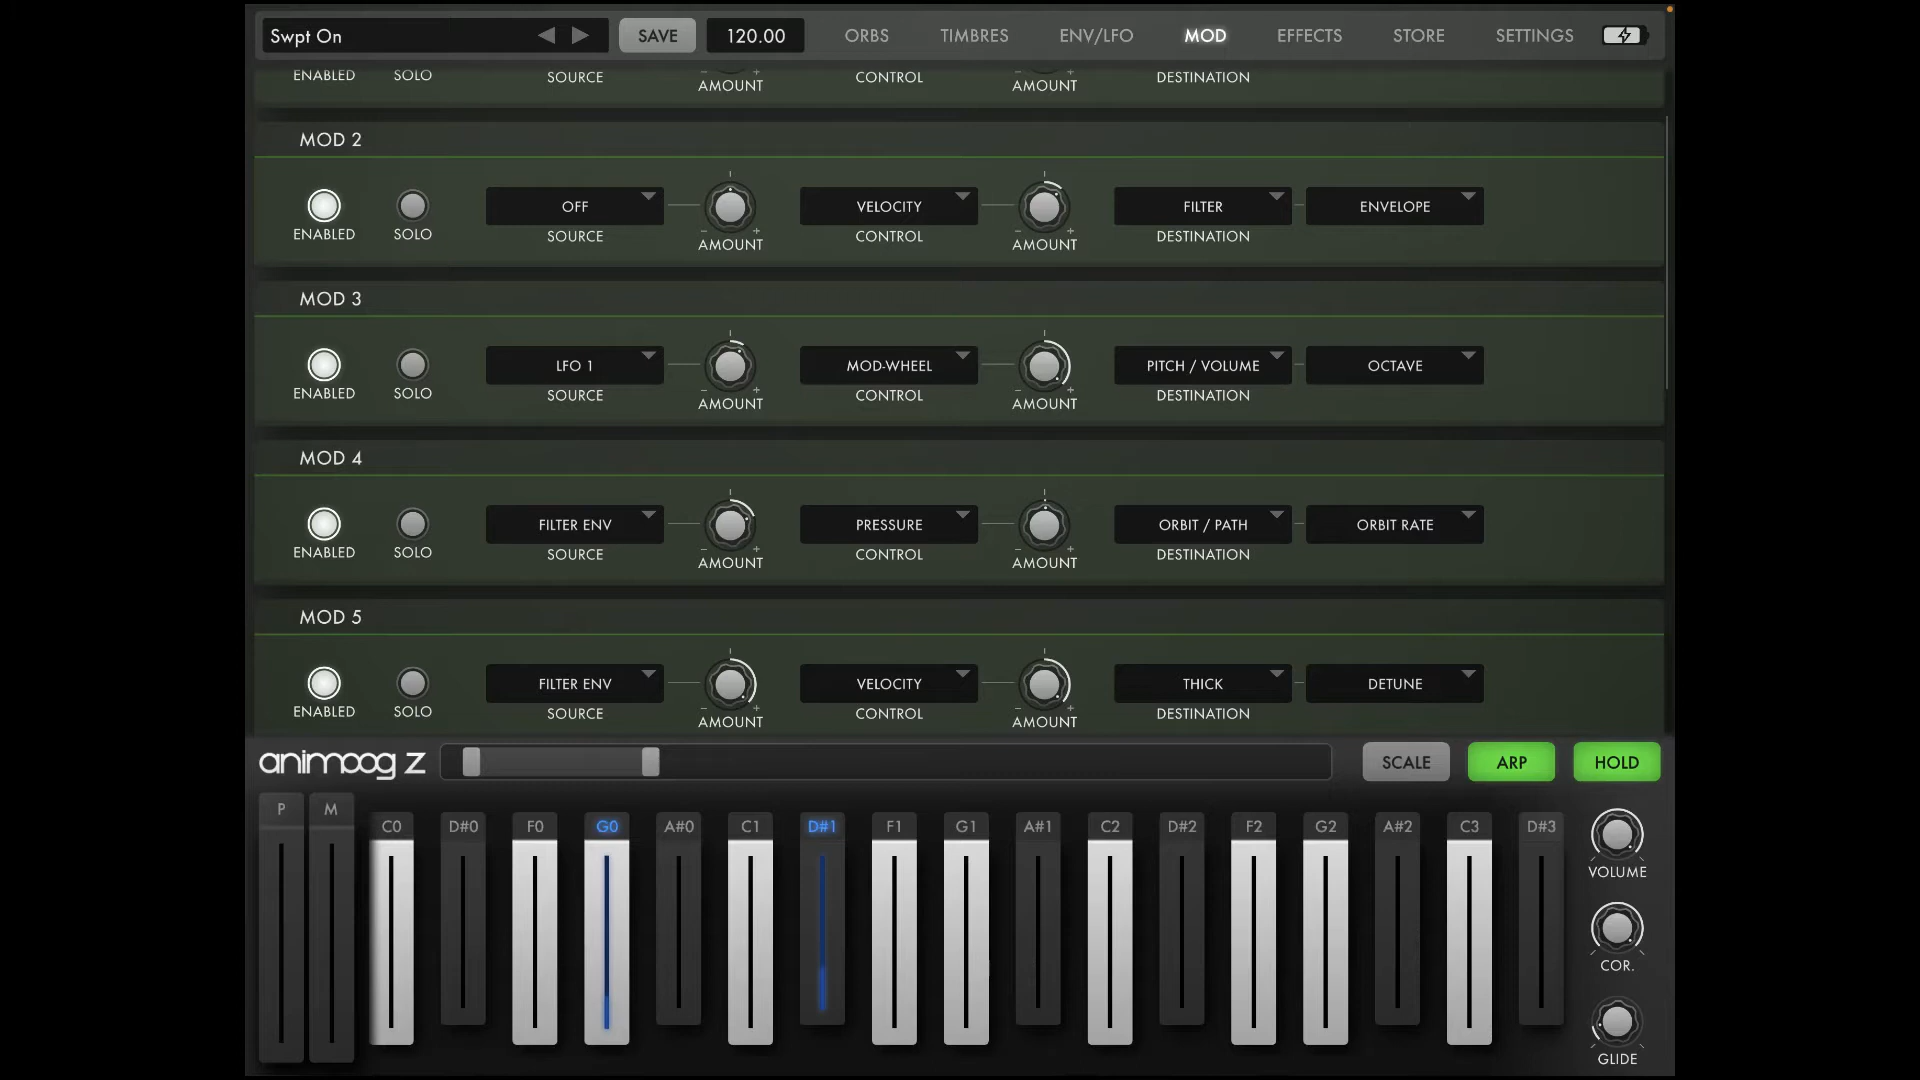 Swpt On SAVE 120.00 ORBS TIMBRES ENV/LFO MOD EFFECTS STORE SETTINGS
ENABLED SOLO SOURCE - + AMOUNT CONTROL - + AMOUNT DESTINATION
MOD 2
OFF VELOCITY FILTER ENVELOPE
ENABLED SOLO SOURCE - + AMOUNT CONTROL - + AMOUNT DESTINATION
MOD 3
LFO 1 MOD-WHEEL PITCH / VOLUME OCTAVE
ENABLED SOLO SOURCE - + AMOUNT CONTROL - + AMOUNT DESTINATION
MOD 4
FILTER ENV PRESSURE ORBIT / PATH ORBIT RATE
ENABLED SOLO SOURCE - + AMOUNT CONTROL - + AMOUNT DESTINATION
MOD 5
FILTER ENV VELOCITY THICK DETUNE
ENABLED SOLO SOURCE - + AMOUNT CONTROL - + AMOUNT DESTINATION
animoog Z SCALE ARP HOLD
P M C0 D#0 F0 G0 A#0 C1 D#1 F1 G1 A#1 C2 D#2 F2 G2 A#2 C3 D#3
VOLUME
COR.
GLIDE